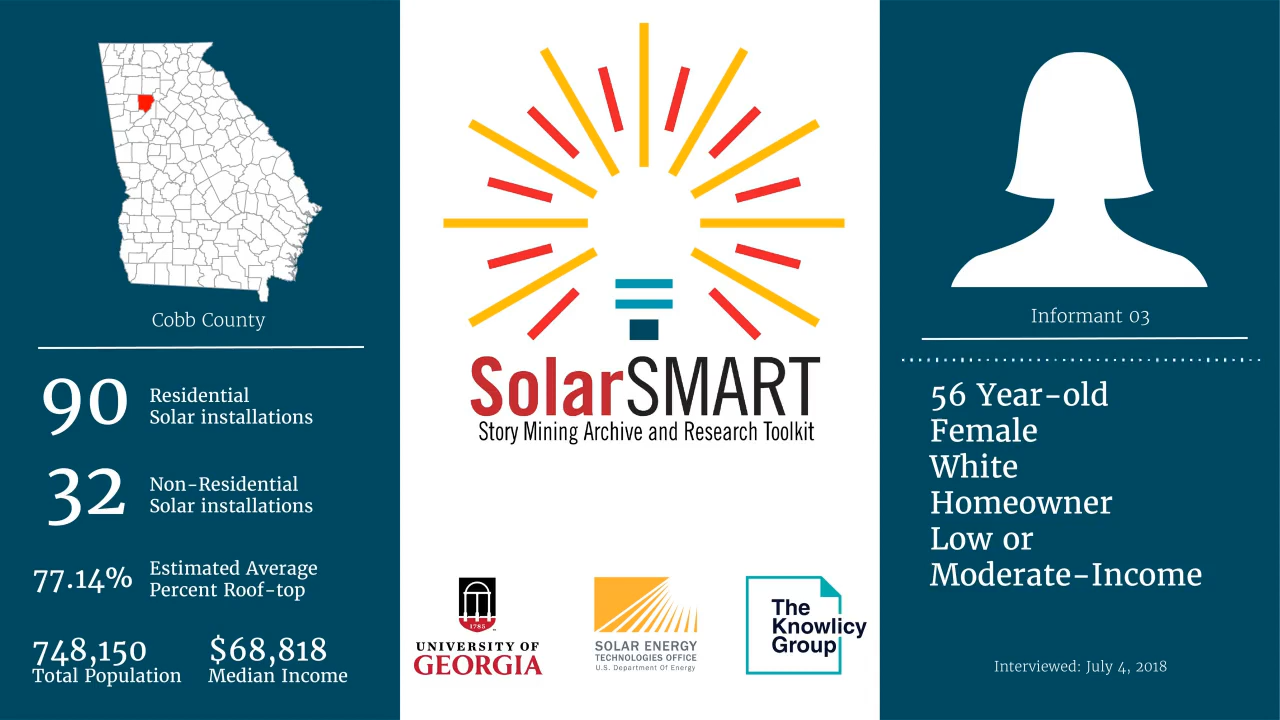 Cobb County
90
Residential
Solar installations
32
Non-Residential
Solar installations
77.14%
Estimated Average
Percent Roof-top
748,150
Total Population
$68,818
Median Income
SolarSMART
Story Mining Archive and Research Toolkit
1785
UNIVERSITY OF
GEORGIA
SOLAR ENERGY
TECHNOLOGIES OFFICE
U.S. Department Of Energy
The
Knowlicy
Group
Informant 03
56 Year-old
Female
White
Homeowner
Low or
Moderate-Income
Interviewed: July 4, 2018